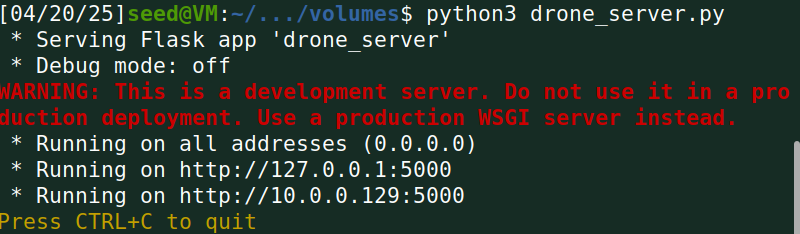 [04/20/25]seed@VM:~/.../volumes$ python3 drone_server.py
 * Serving Flask app 'drone_server'
 * Debug mode: off
WARNING: This is a development server. Do not use it in a pro
duction deployment. Use a production WSGI server instead.
 * Running on all addresses (0.0.0.0)
 * Running on http://127.0.0.1:5000
 * Running on http://10.0.0.129:5000
Press CTRL+C to quit